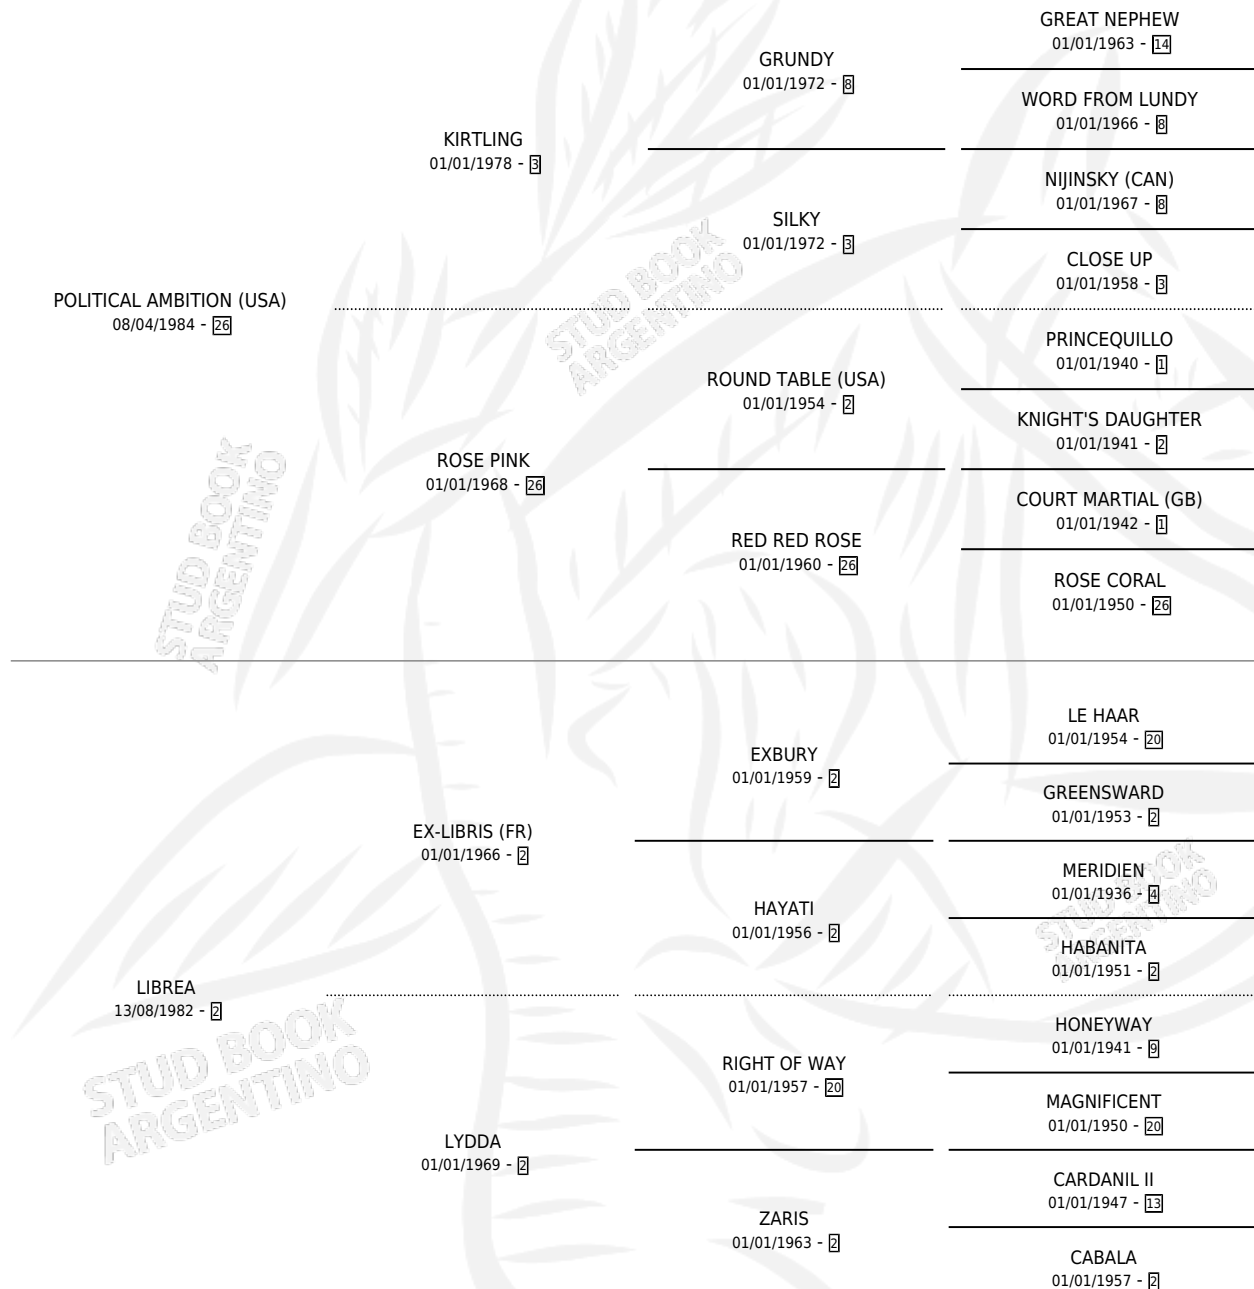 GREAT NEPHEW
01/01/1963 - 14
GRUNDY
01/01/1972 - 8
WORD FROM LUNDY
01/01/1966 - 8
KIRTLING
01/01/1978 - 3
NIJINSKY (CAN)
01/01/1967 - 8
SILKY
01/01/1972 - 3
CLOSE UP
01/01/1958 - 3
POLITICAL AMBITION (USA)
08/04/1984 - 26
PRINCEQUILLO
01/01/1940 - 1
ROUND TABLE (USA)
01/01/1954 - 2
KNIGHT'S DAUGHTER
01/01/1941 - 2
ROSE PINK
01/01/1968 - 26
COURT MARTIAL (GB)
01/01/1942 - 1
RED RED ROSE
01/01/1960 - 26
ROSE CORAL
01/01/1950 - 26
LE HAAR
01/01/1954 - 20
EXBURY
01/01/1959 - 2
GREENSWARD
01/01/1953 - 2
EX-LIBRIS (FR)
01/01/1966 - 2
MERIDIEN
01/01/1936 - 4
HAYATI
01/01/1956 - 2
HABANITA
01/01/1951 - 2
LIBREA
13/08/1982 - 2
HONEYWAY
01/01/1941 - 9
RIGHT OF WAY
01/01/1957 - 20
MAGNIFICENT
01/01/1950 - 20
LYDDA
01/01/1969 - 2
CARDANIL II
01/01/1947 - 13
ZARIS
01/01/1963 - 2
CABALA
01/01/1957 - 2
STUD BOOK
ARGENTINO
STUD BOOK
ARGENTINO
STUD BOOK
ARGENTINO
STUD BOOK
ARGENTINO